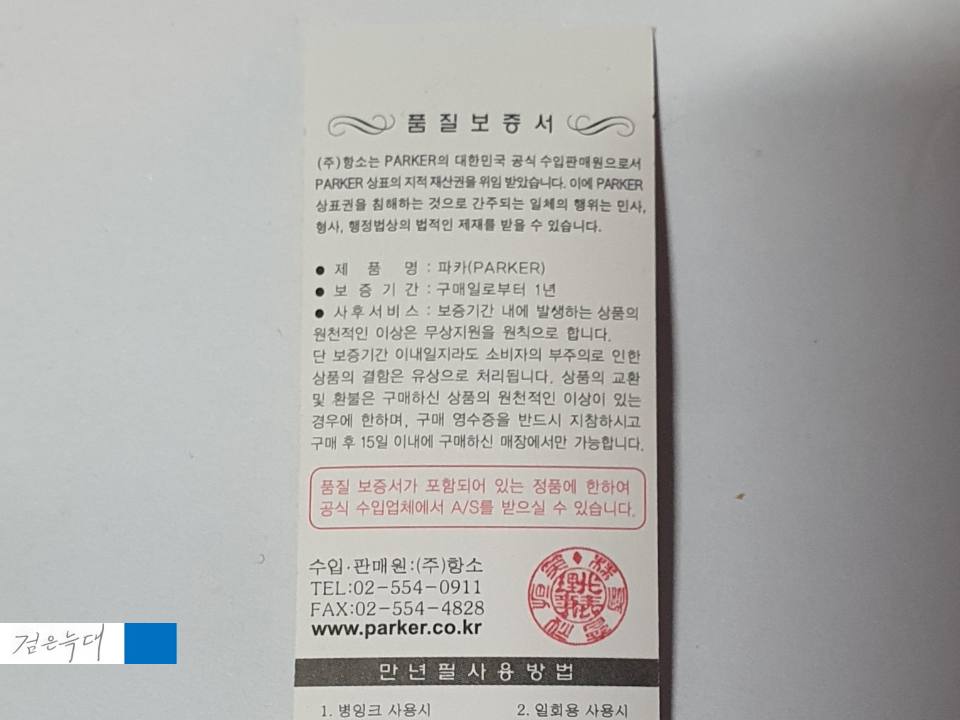 품질보증서
(주)항소는 PARKER의 대한민국 공식 수입판매원으로서
PARKER 상표의 지적 재산권을 위임 받았습니다. 이에 PARKER
상표권을 침해하는 것으로 간주되는 일체의 행위는 민사,
형사, 행정법상의 법적인 제재를 받을 수 있습니다.
● 제 품 명 : 파카(PARKER)
● 보 증 기 간 : 구매일로부터 1년
● 사후서비스 : 보증기간 내에 발생하는 상품의
원천적인 이상은 무상지원을 원칙으로 합니다.
단 보증기간 이내일지라도 소비자의 부주의로 인한
상품의 결함은 유상으로 처리됩니다. 상품의 교환
및 환불은 구매하신 상품의 원천적인 이상이 있는
경우에 한하며, 구매 영수증을 반드시 지참하시고
구매 후 15일 이내에 구매하신 매장에서만 가능합니다.
품질 보증서가 포함되어 있는 정품에 한하여
공식 수입업체에서 A/S를 받으실 수 있습니다.
수입·판매원:(주)항소
TEL:02-554-0911
FAX:02-554-4828
www.parker.co.kr
검은늑대
만년필사용방법
1. 병잉크 사용시 2. 일회용 사용시